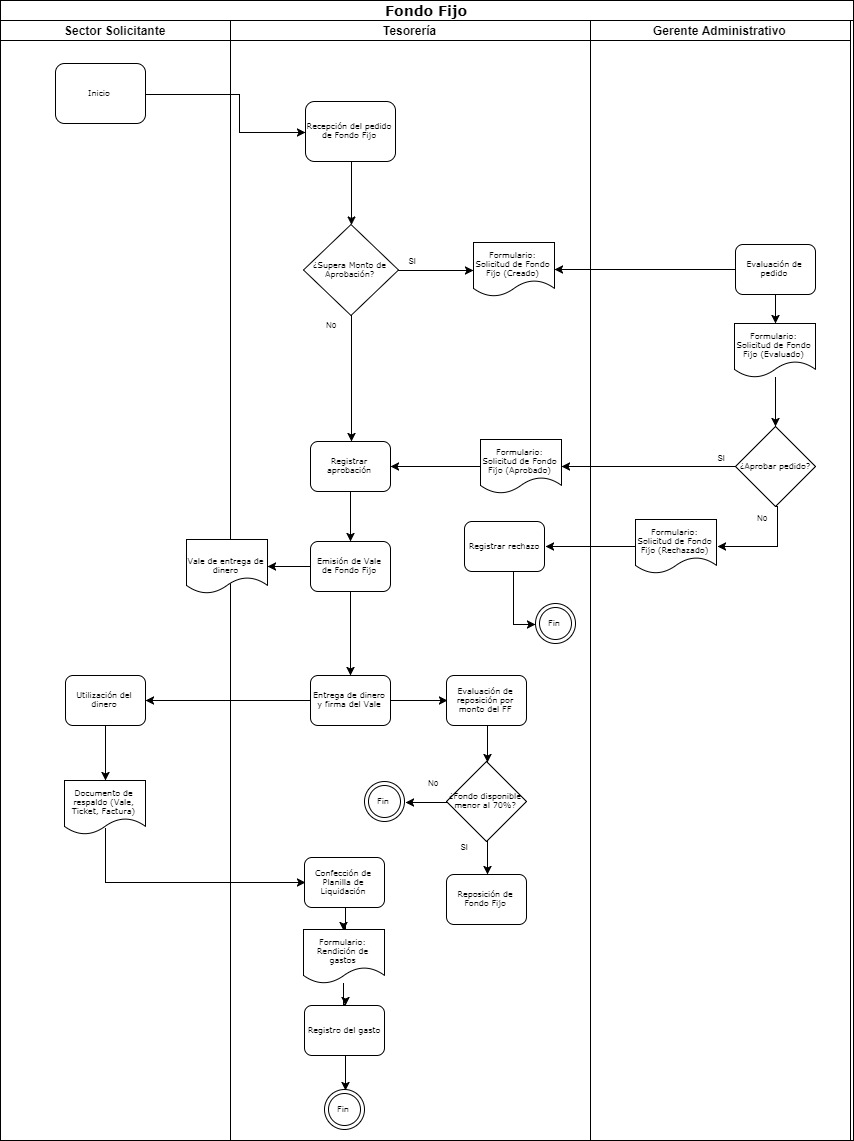 Fondo Fijo
Sector Solicitante
Tesorería
Gerente Administrativo
Inicio
Recepción del pedido
de Fondo Fijo
¿Supera Monto de
Aprobación?
SI
No
Formulario:
Solicitud de Fondo
Fijo (Creado)
Evaluación de
pedido
Formulario:
Solicitud de Fondo
Fijo (Evaluado)
¿Aprobar pedido?
SI
No
Formulario:
Solicitud de Fondo
Fijo (Aprobado)
Registrar
aprobación
Formulario:
Solicitud de Fondo
Fijo (Rechazado)
Registrar rechazo
Fin
Emisión de Vale
de Fondo Fijo
Vale de entrega de
dinero
Entrega de dinero
y firma del Vale
Utilización del
dinero
Evaluación de
reposición por
monto del FF
Documento de
respaldo (Vale,
Ticket, Factura)
¿Fondo disponible
menor al 70%?
No
Fin
SI
Reposición de
Fondo Fijo
Confección de
Planilla de
Liquidación
Formulario:
Rendición de
gastos
Registro del gasto
Fin